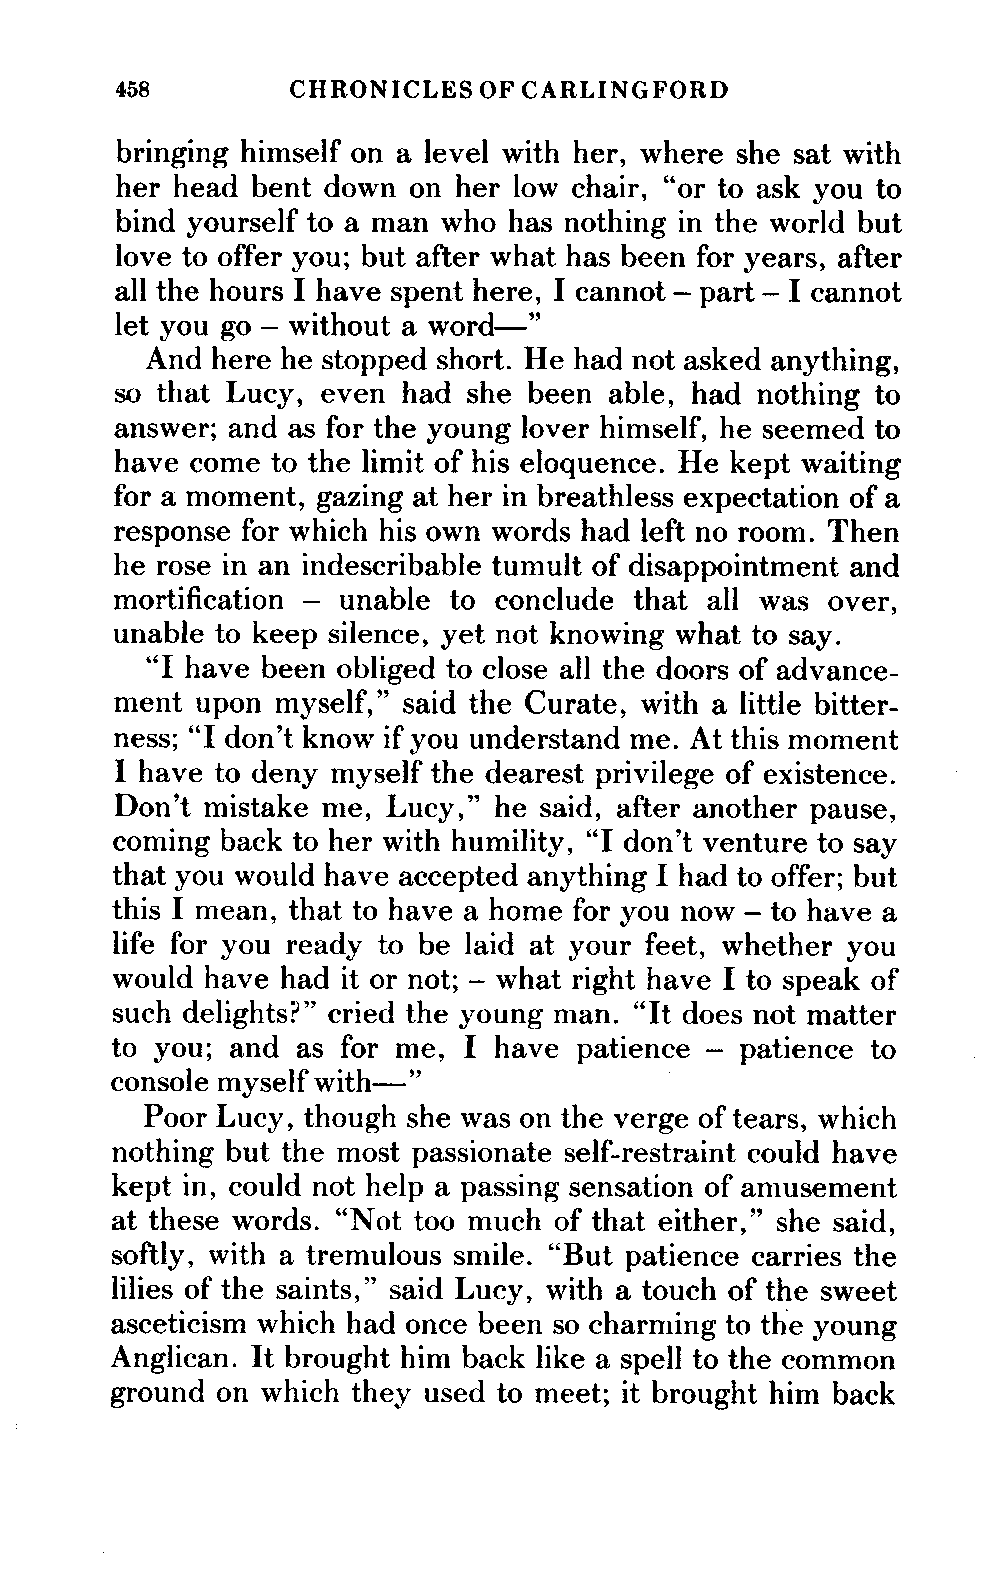 458 CHRONICLES OF CARLINGFORD
bringing himself on a level with her, where she sat with
her head bent down on her low chair, “or to ask you to
bind yourself to a man who has nothing in the world but
love to offer you; but after what has been for years, after
all the hours I have spent here, I cannot – part – I cannot
let you go – without a word—”
And here he stopped short. He had not asked anything,
so that Lucy, even had she been able, had nothing to
answer; and as for the young lover himself, he seemed to
have come to the limit of his eloquence. He kept waiting
for a moment, gazing at her in breathless expectation of a
response for which his own words had left no room. Then
he rose in an indescribable tumult of disappointment and
mortification – unable to conclude that all was over,
unable to keep silence, yet not knowing what to say.
“I have been obliged to close all the doors of advance-
ment upon myself,” said the Curate, with a little bitter-
ness; “I don’t know if you understand me. At this moment
I have to deny myself the dearest privilege of existence.
Don’t mistake me, Lucy,” he said, after another pause,
coming back to her with humility, “I don’t venture to say
that you would have accepted anything I had to offer; but
this I mean, that to have a home for you now – to have a
life for you ready to be laid at your feet, whether you
would have had it or not; – what right have I to speak of
such delights?” cried the young man. “It does not matter
to you; and as for me, I have patience – patience to
console myself with—”
Poor Lucy, though she was on the verge of tears, which
nothing but the most passionate self-restraint could have
kept in, could not help a passing sensation of amusement
at these words. “Not too much of that either,” she said,
softly, with a tremulous smile. “But patience carries the
lilies of the saints,” said Lucy, with a touch of the sweet
asceticism which had once been so charming to the young
Anglican. It brought him back like a spell to the common
ground on which they used to meet; it brought him back